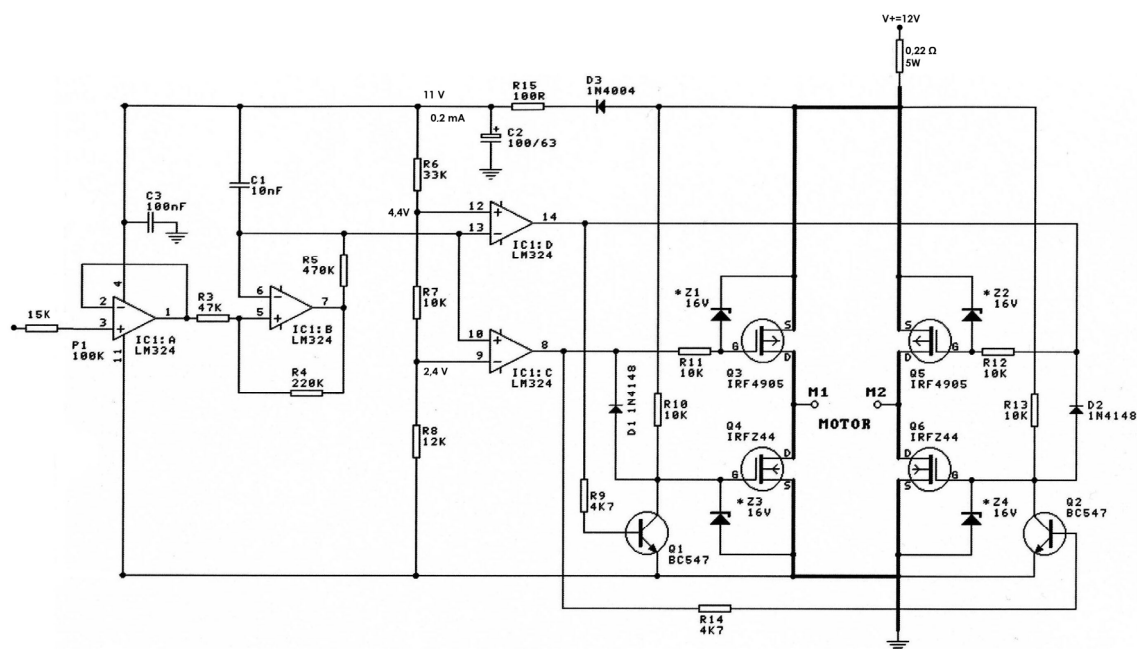 V+=12V
0,22 Ω
5W
11 V
0.2 mA
R15
100R
D3
1N4004
+
C2
100/63
R6
33K
C1
10nF
C3
100nF
4,4V
12
+
13
−
14
IC1:D
LM324
R5
470K
4
2
−
3
+
1
11
15K
P1
100K
IC1:A
LM324
R3
47K
6
−
5
+
7
IC1:B
LM324
R4
220K
R7
10K
10
+
9
−
8
IC1:C
LM324
2,4 V
R8
12K
D1 1N4148
R10
10K
R11
10K
*Z1
16V
G
S
D
Q3
IRF4905
*Z2
16V
S
D
G
Q5
IRF4905
R12
10K
M1
M2
MOTOR
R13
10K
D2
1N4148
Q4
IRFZ44
D
G
S
Q6
IRFZ44
D
G
S
R9
4K7
*Z3
16V
*Z4
16V
Q1
BC547
Q2
BC547
R14
4K7